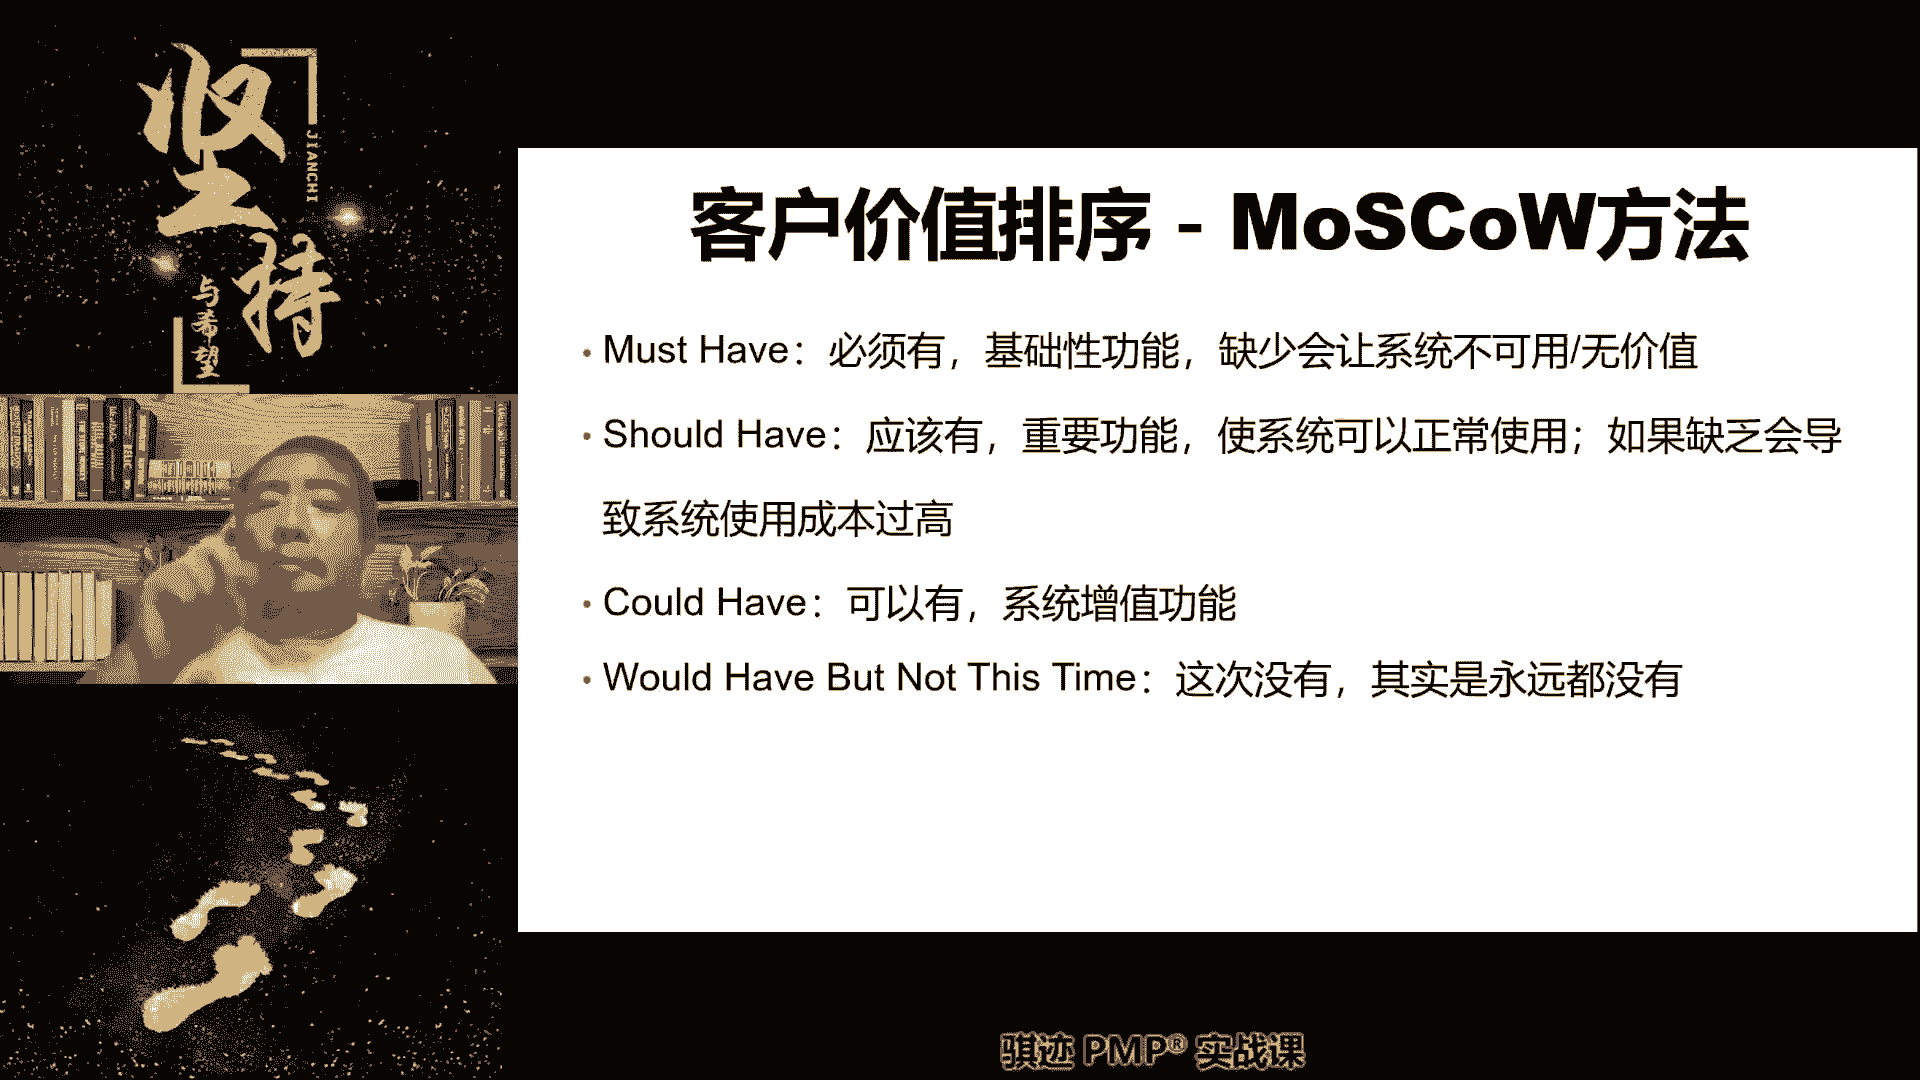 坚持
JIANCHI
与希望
客户价值排序 - MoSCoW方法
• Must Have：必须有，基础性功能，缺少会让系统不可用/无价值
• Should Have：应该有，重要功能，使系统可以正常使用；如果缺乏会导
致系统使用成本过高
• Could Have：可以有，系统增值功能
• Would Have But Not This Time：这次没有，其实是永远都没有
骐迹 PMP® 实战课